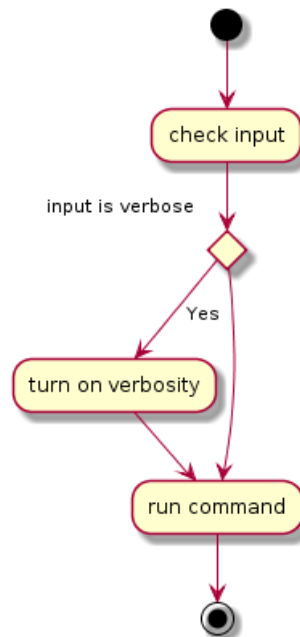 check input
input is verbose
Yes
turn on verbosity
run command